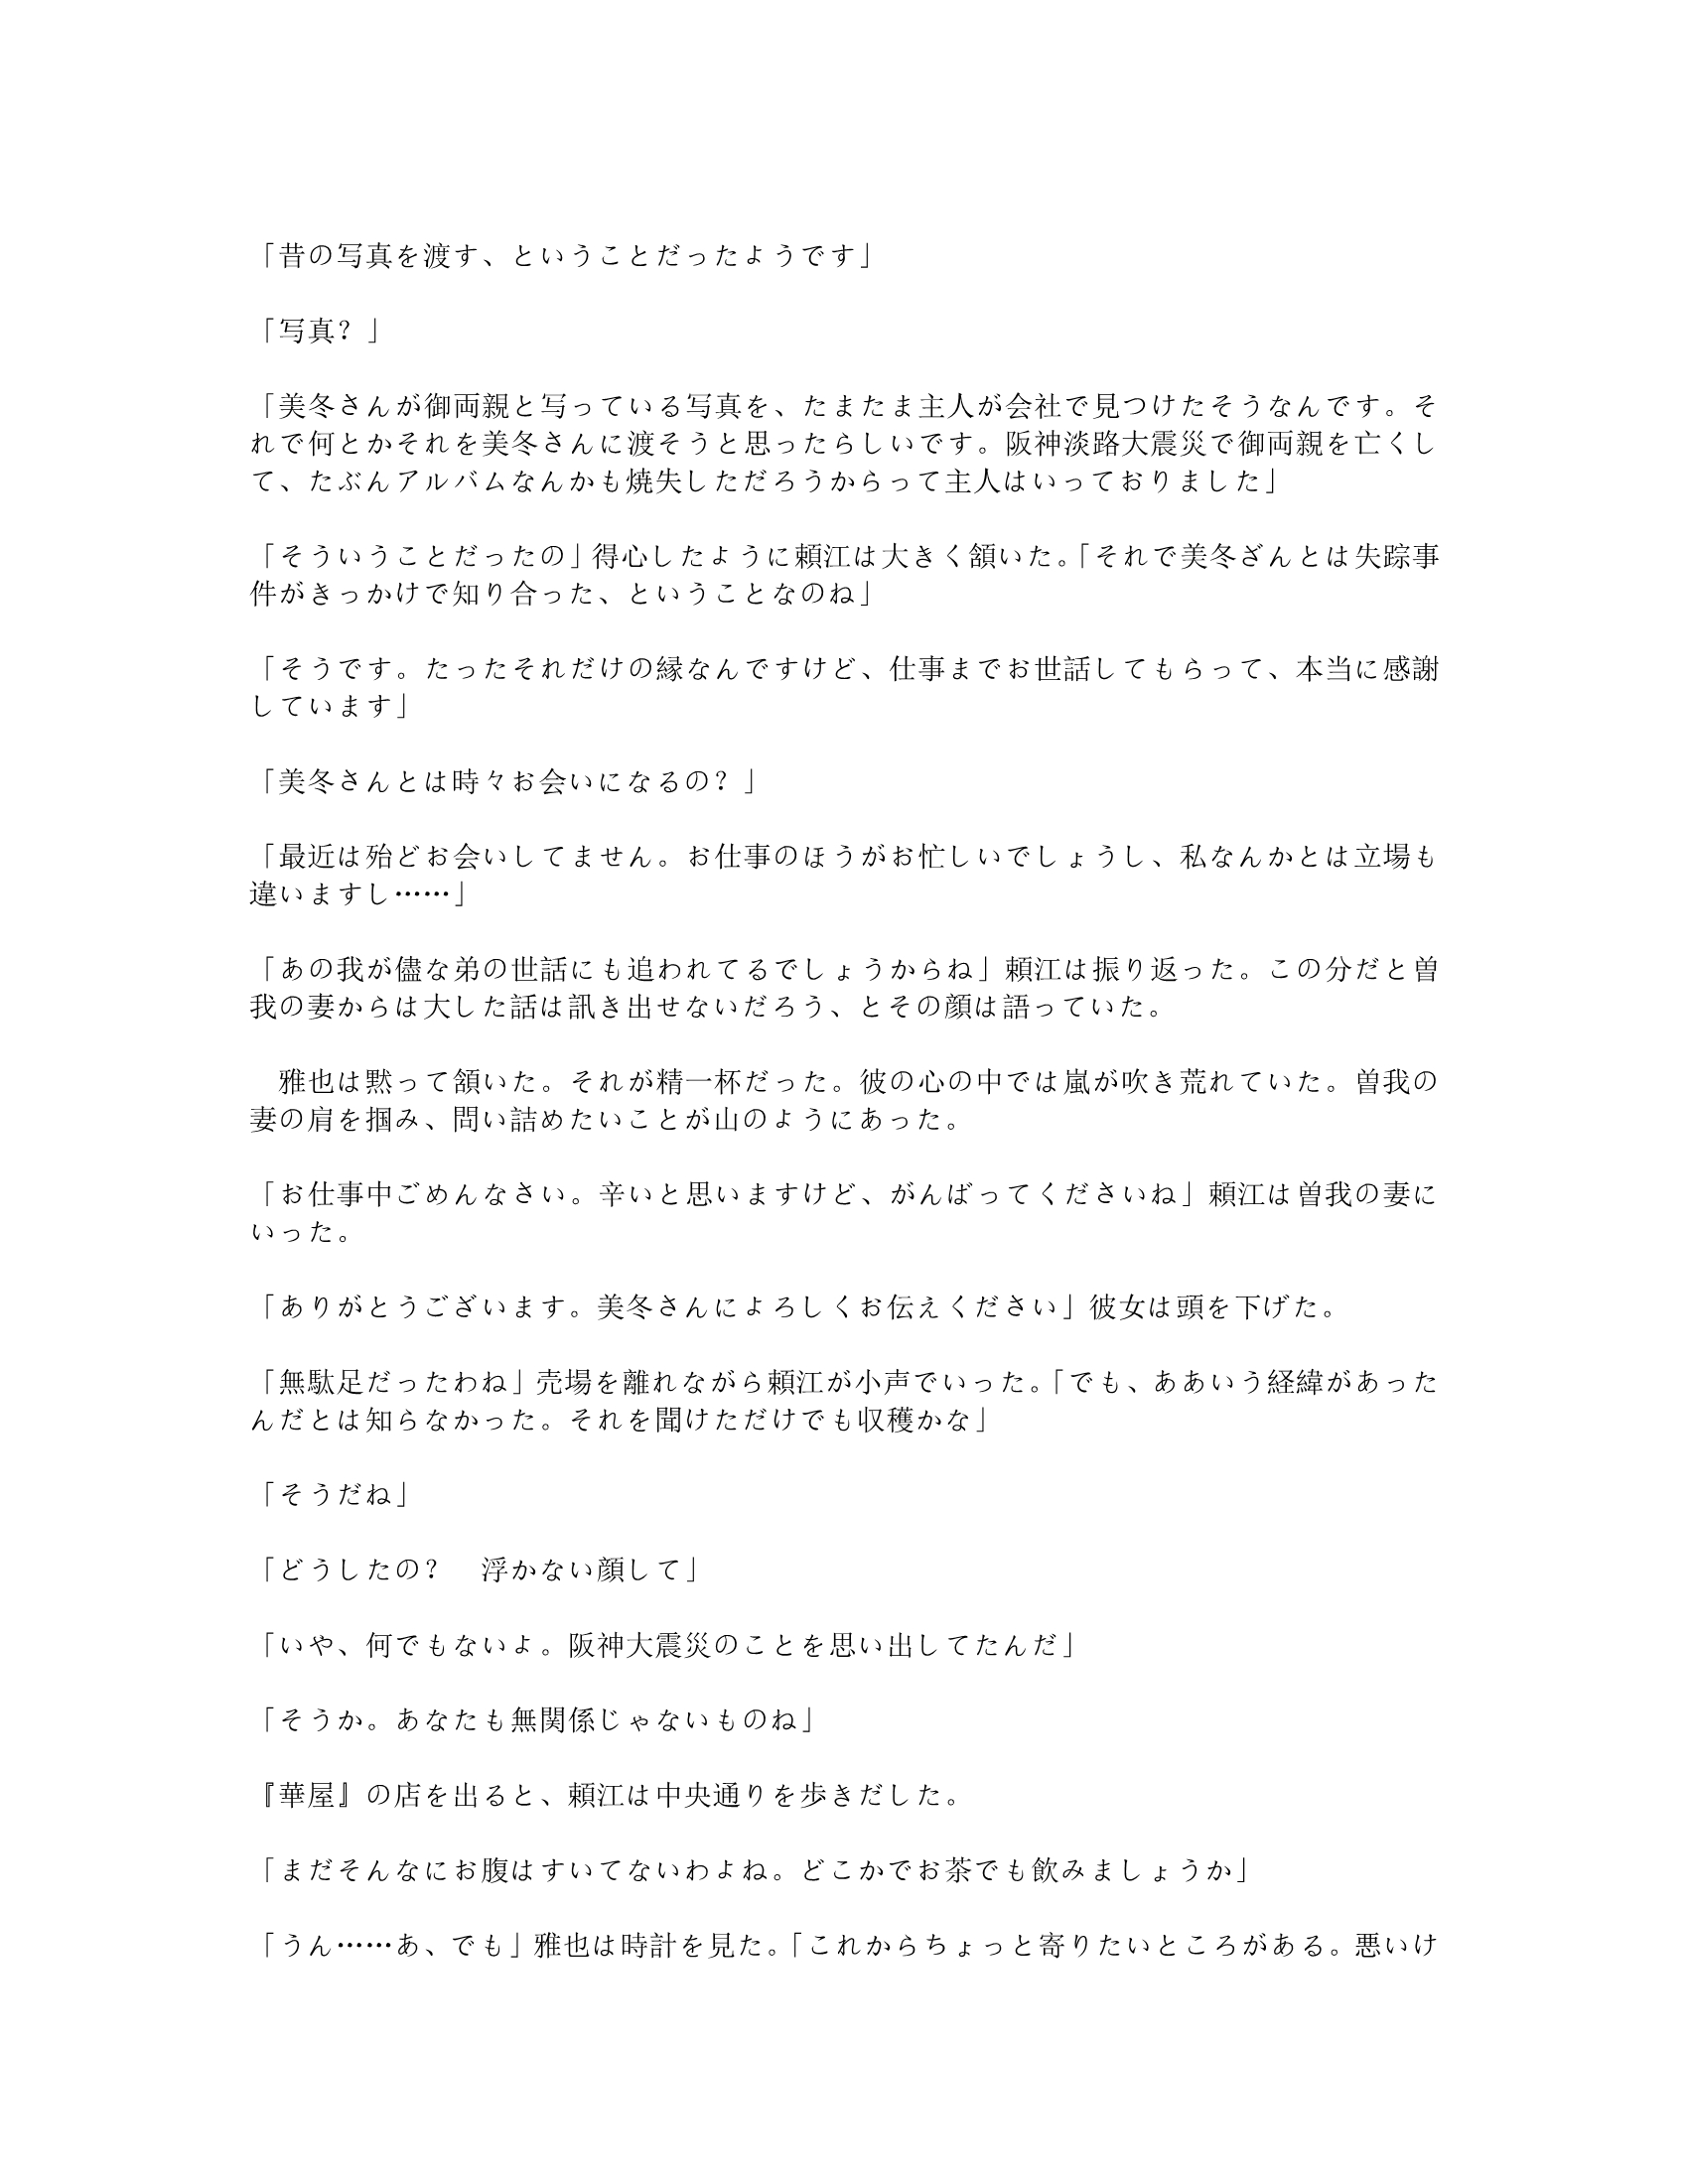 「昔の写真を渡す、ということだったようです」
「写真？」
「美冬さんが御両親と写っている写真を、たまたま主人が会社で見つけたそうなんです。そ
れで何とかそれを美冬さんに渡そうと思ったらしいです。阪神淡路大震災で御両親を亡くし
て、たぶんアルバムなんかも焼失しただろうからって主人はいっておりました」
「そういうことだったの」得心したように頼江は大きく頷いた。「それで美冬ざんとは失踪事
件がきっかけで知り合った、ということなのね」
「そうです。たったそれだけの縁なんですけど、仕事までお世話してもらって、本当に感謝
しています」
「美冬さんとは時々お会いになるの？」
「最近は殆どお会いしてません。お仕事のほうがお忙しいでしょうし、私なんかとは立場も
違いますし……」
「あの我が儘な弟の世話にも追われてるでしょうからね」頼江は振り返った。この分だと曽
我の妻からは大した話は訊き出せないだろう、とその顔は語っていた。
　雅也は黙って頷いた。それが精一杯だった。彼の心の中では嵐が吹き荒れていた。曽我の
妻の肩を掴み、問い詰めたいことが山のようにあった。
「お仕事中ごめんなさい。辛いと思いますけど、がんばってくださいね」頼江は曽我の妻に
いった。
「ありがとうございます。美冬さんによろしくお伝えください」彼女は頭を下げた。
「無駄足だったわね」売場を離れながら頼江が小声でいった。「でも、ああいう経緯があった
んだとは知らなかった。それを聞けただけでも収穫かな」
「そうだね」
「どうしたの？　浮かない顔して」
「いや、何でもないよ。阪神大震災のことを思い出してたんだ」
「そうか。あなたも無関係じゃないものね」
『華屋』の店を出ると、頼江は中央通りを歩きだした。
「まだそんなにお腹はすいてないわよね。どこかでお茶でも飲みましょうか」
「うん……あ、でも」雅也は時計を見た。「これからちょっと寄りたいところがある。悪いけ